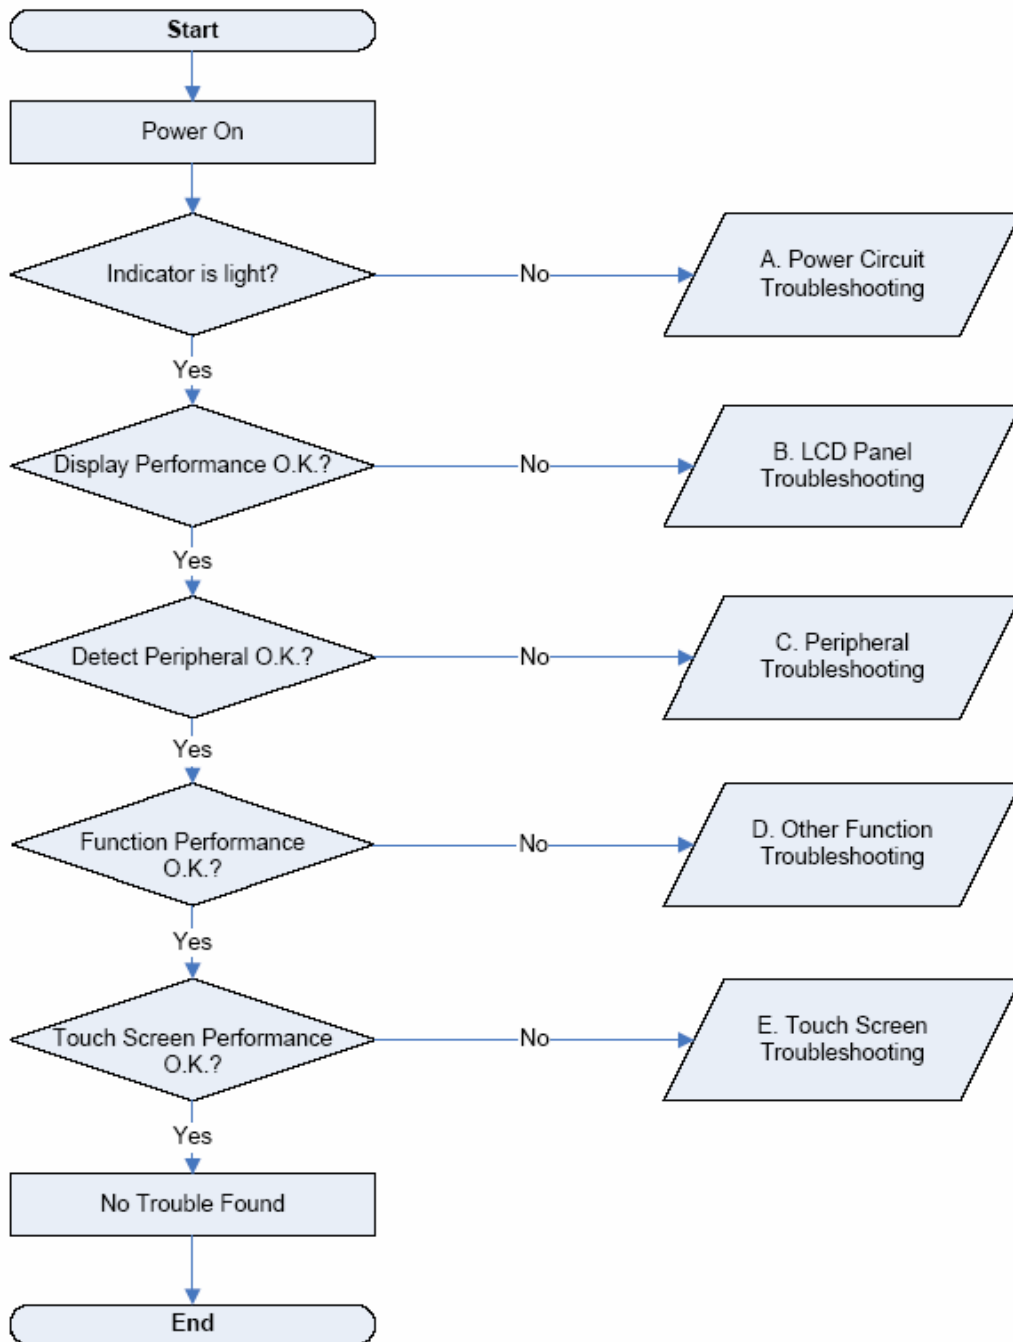 Start
Power On
Indicator is light?
No
A. Power Circuit
Troubleshooting
Yes
Display Performance O.K.?
No
B. LCD Panel
Troubleshooting
Yes
Detect Peripheral O.K.?
No
C. Peripheral
Troubleshooting
Yes
Function Performance
O.K.?
No
D. Other Function
Troubleshooting
Yes
Touch Screen Performance
O.K.?
No
E. Touch Screen
Troubleshooting
Yes
No Trouble Found
End